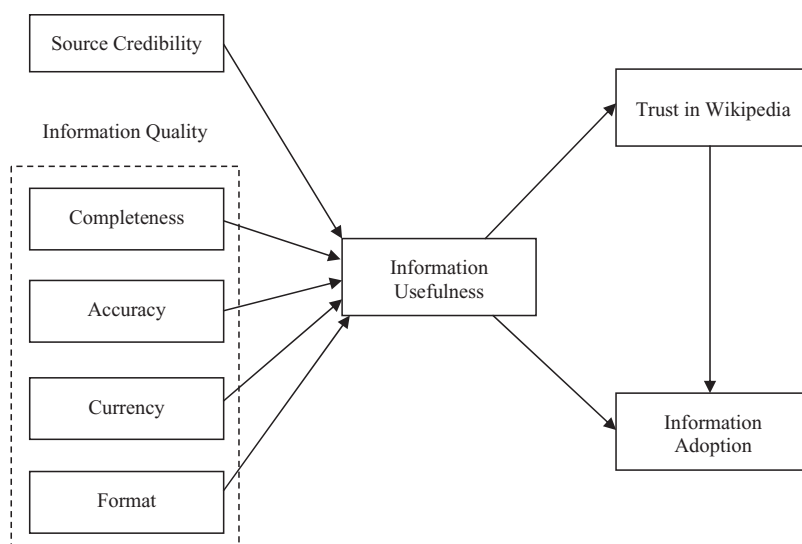 Source Credibility
Information Quality
Completeness
Accuracy
Currency
Format
Information
Usefulness
Trust in Wikipedia
Information
Adoption